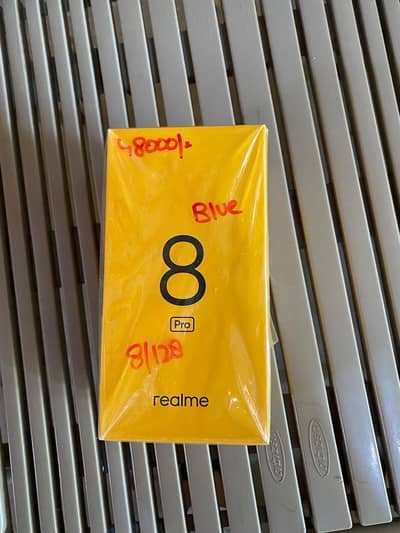 48000/=
Blue
8
Pro
8/128
realme